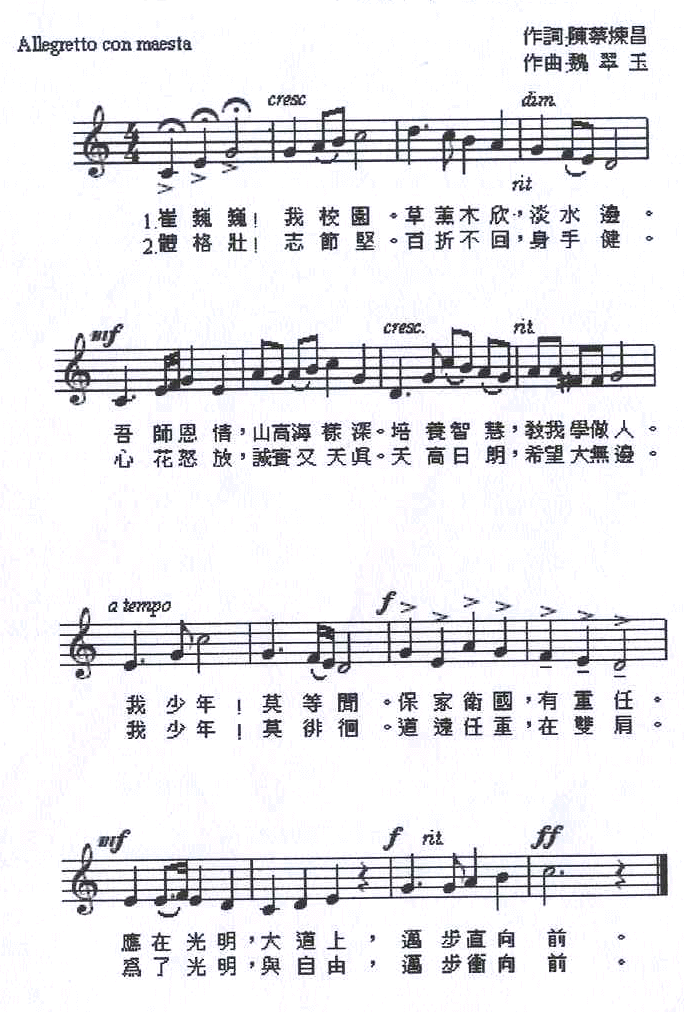 Allegretto con maesta
作詞:陳蔡煉昌
作曲:魏翠玉
cresc
dim.
rit
1.崔巍巍!我校園。草薰木欣,淡水邊。
2.體格壯!志節堅。百折不回,身手健。
mf
cresc.
rit.
吾師恩情,山高海樣深。培養智慧,教我學做人。
心花怒放,誠實又天真。天高日朗,希望大無邊。
a tempo
f
我少年!莫等閒。保家衛國,有重任。
我少年!莫徘徊。道遠任重,在雙肩。
mf
f
rit.
ff
應在光明,大道上,邁步直向前。
爲了光明,與自由,邁步衝向前。